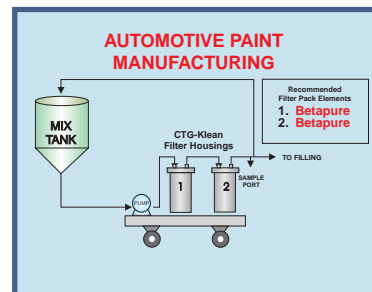 AUTOMOTIVE PAINT
MANUFACTURING
Recommended
Filter Pack Elements
1. Betapure
2. Betapure
MIX
TANK
CTG-Klean
Filter Housings
TO FILLING
SAMPLE
PORT
PUMP
1
2